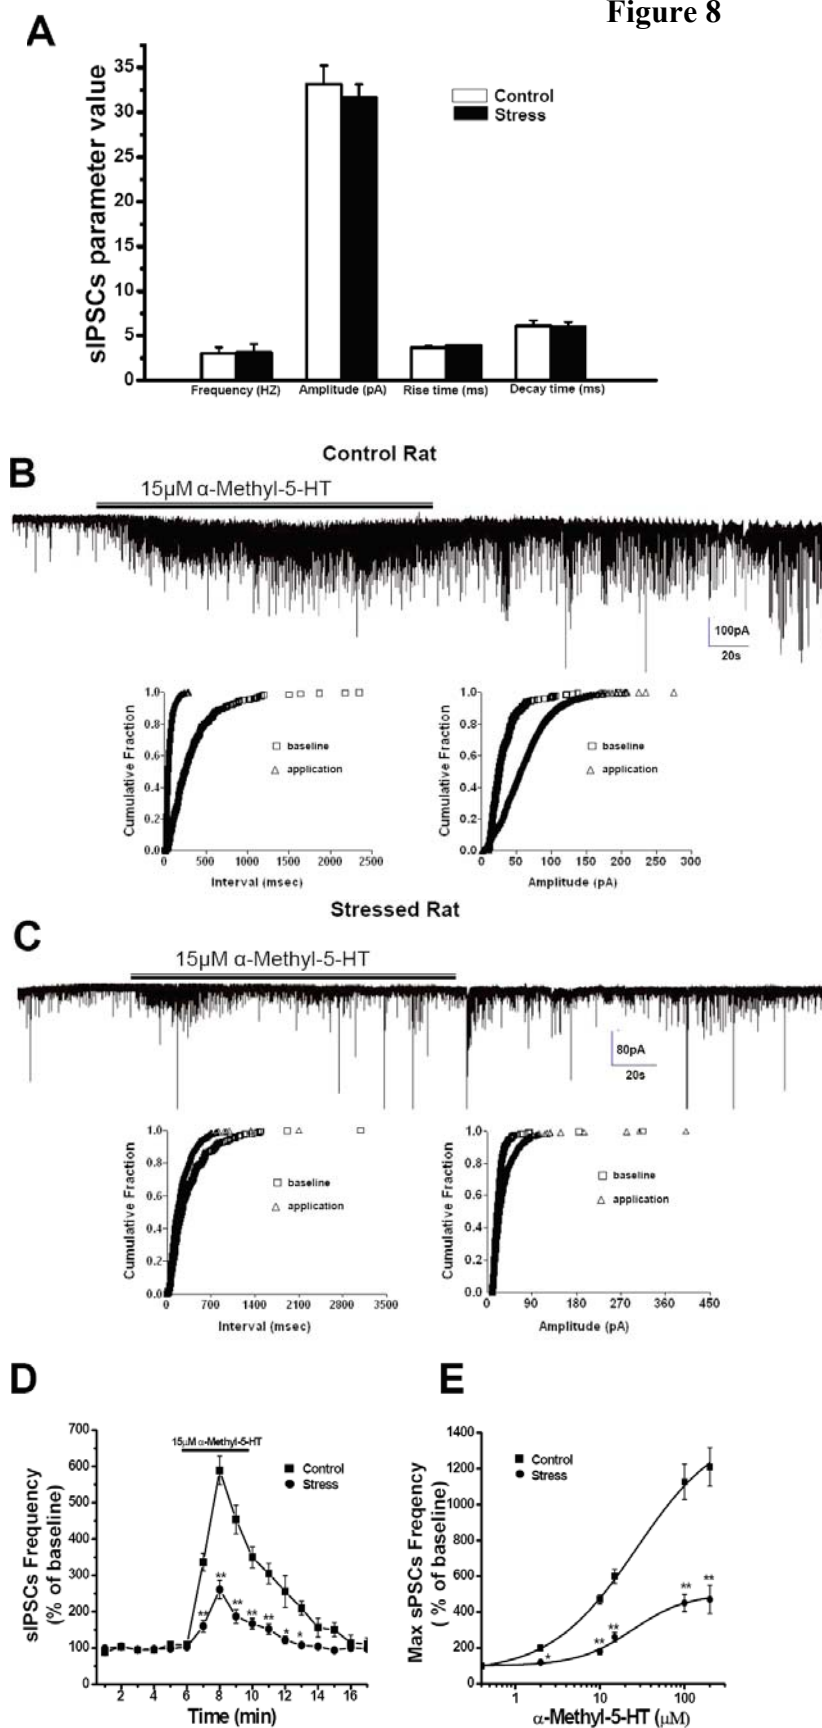 Figure 8
A
sIPSCs parameter value
35
30
25
20
15
10
5
0
Control
Stress
Frequency (HZ) Amplitude (pA) Rise time (ms) Decay time (ms)
B
Control Rat
15μM α-Methyl-5-HT
100pA
20s
Cumulative Fraction
1.0
0.8
0.6
0.4
0.2
0.0
baseline
application
0 500 1000 1500 2000 2500
Interval (msec)
Cumulative Fraction
1.0
0.8
0.6
0.4
0.2
0.0
baseline
application
0 50 100 150 200 250 300
Amplitude (pA)
C
Stressed Rat
15μM α-Methyl-5-HT
80pA
20s
Cumulative Fraction
1.0
0.8
0.6
0.4
0.2
0.0
baseline
application
0 700 1400 2100 2800 3500
Interval (msec)
Cumulative Fraction
1.0
0.8
0.6
0.4
0.2
0.0
baseline
application
0 90 180 270 360 450
Amplitude (pA)
D
sIPSCs Frequency
(% of baseline)
700
600
500
400
300
200
100
0
15μM α-Methyl-5-HT
Control
Stress
** ** ** ** ** * *
2 4 6 8 10 12 14 16
Time (min)
E
Max sPSCs Freqency
( % of baseline)
1400
1200
1000
800
600
400
200
0
Control
Stress
* ** ** ** **
1 10 100
α-Methyl-5-HT (μM)